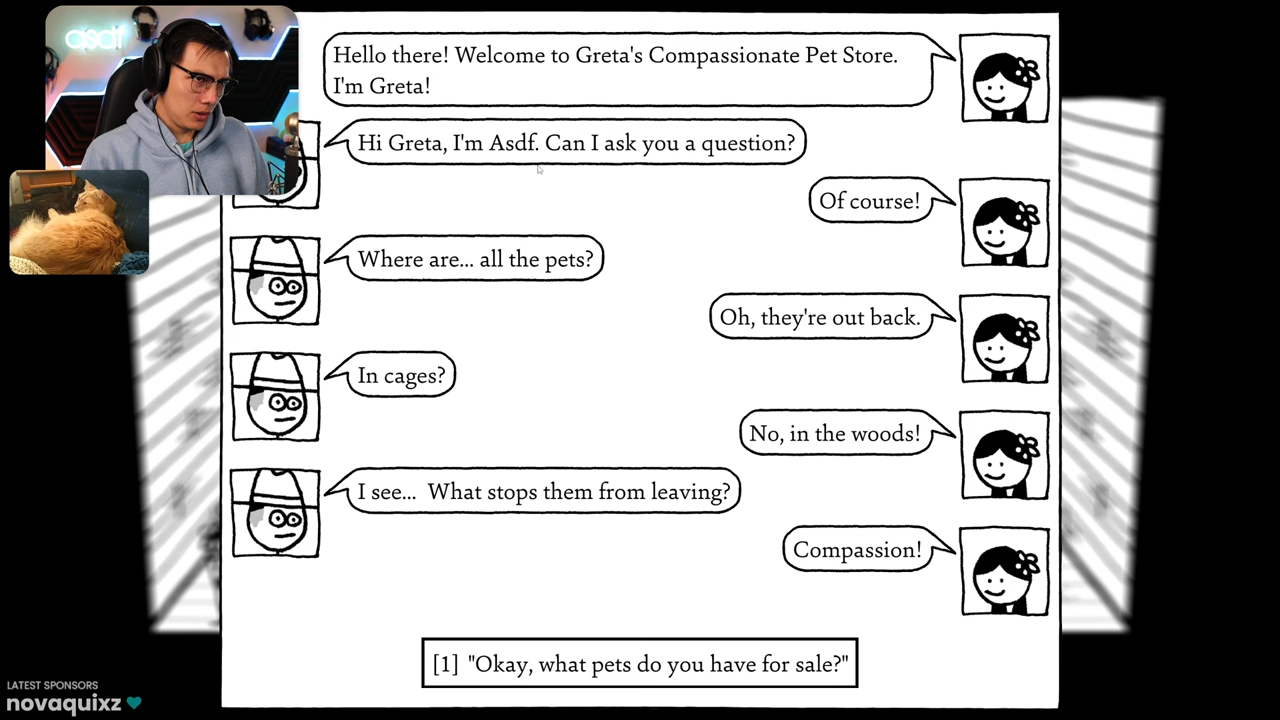 asdf
Hello there! Welcome to Greta's Compassionate Pet Store.
I'm Greta!
Hi Greta, I'm Asdf. Can I ask you a question?
Of course!
Where are... all the pets?
Oh, they're out back.
In cages?
No, in the woods!
I see... What stops them from leaving?
Compassion!
[1] "Okay, what pets do you have for sale?"
LATEST SPONSORS
novaquixz